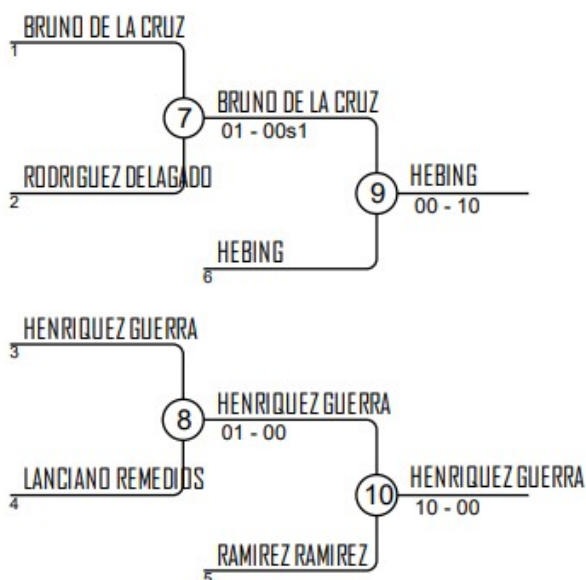 BRUNO DE LA CRUZ
1
7
BRUNO DE LA CRUZ
01 - 00s1
RODRIGUEZ DELAGADO
2
9
HEBING
00 - 10
HEBING
6
HENRIQUEZ GUERRA
3
8
HENRIQUEZ GUERRA
01 - 00
LANCIANO REMEDIOS
4
10
HENRIQUEZ GUERRA
10 - 00
RAMIREZ RAMIREZ
5